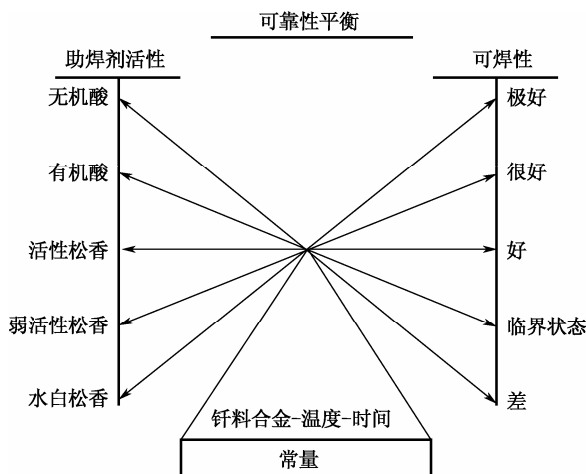 可靠性平衡
助焊剂活性
可焊性
无机酸
极好
有机酸
很好
活性松香
好
弱活性松香
临界状态
水白松香
差
钎料合金-温度-时间
常量